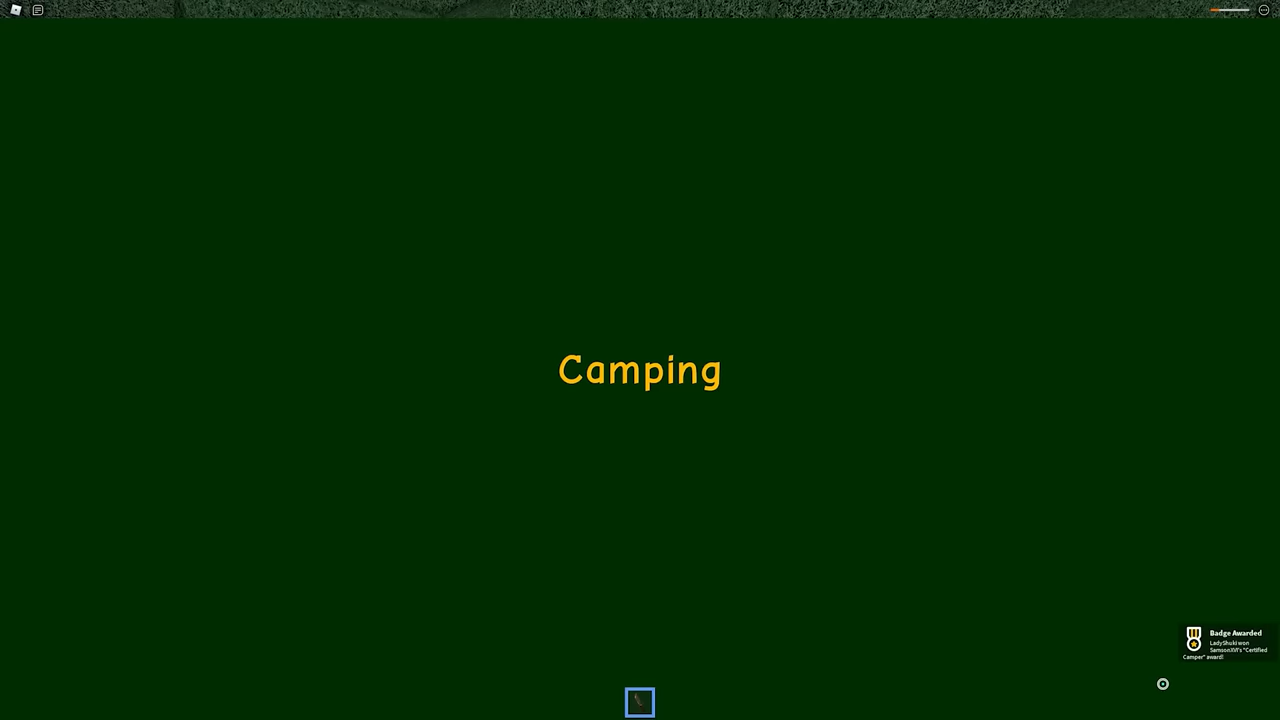 Camping
Badge Awarded
LadyShuki won
SamsonXVI's "Certified
Camper" award!